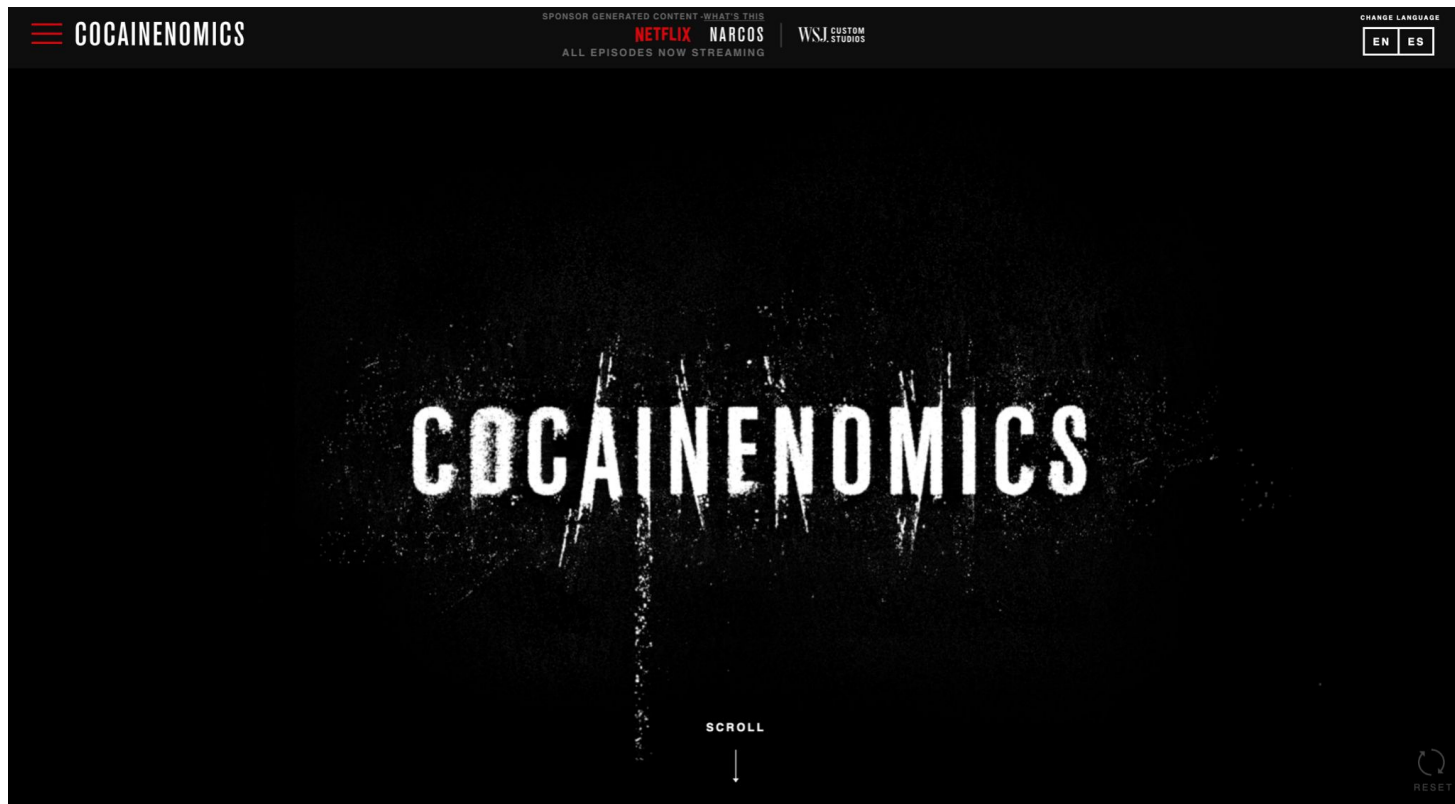 COCAINENOMICS
SPONSOR GENERATED CONTENT -WHAT'S THIS
NETFLIX NARCOS
ALL EPISODES NOW STREAMING
WSJ. CUSTOM
STUDIOS
CHANGE LANGUAGE
EN ES
COCAINENOMICS
SCROLL
RESET